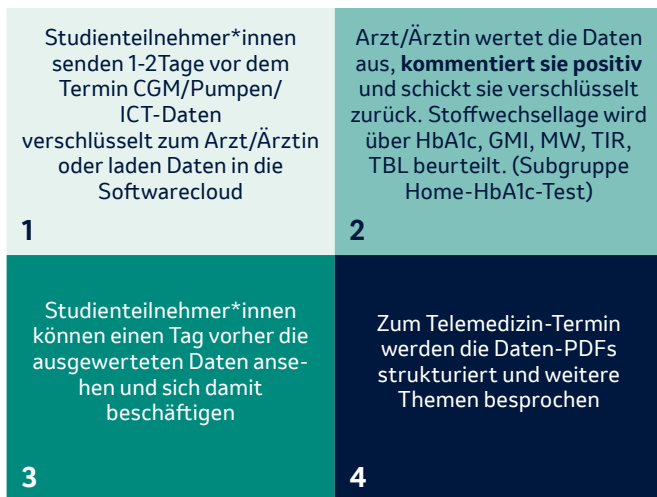 Studienteilnehmer*innen
senden 1-2Tage vor dem
Termin CGM/Pumpen/
ICT-Daten
verschlüsselt zum Arzt/Ärztin
oder laden Daten in die
Softwarecloud
1
Arzt/Ärztin wertet die Daten
aus, kommentiert sie positiv
und schickt sie verschlüsselt
zurück. Stoffwechsellage wird
über HbA1c, GMI, MW, TIR,
TBL beurteilt. (Subgruppe
Home-HbA1c-Test)
2
Studienteilnehmer*innen
können einen Tag vorher die
ausgewerteten Daten anse-
hen und sich damit
beschäftigen
3
Zum Telemedizin-Termin
werden die Daten-PDFs
strukturiert und weitere
Themen besprochen
4